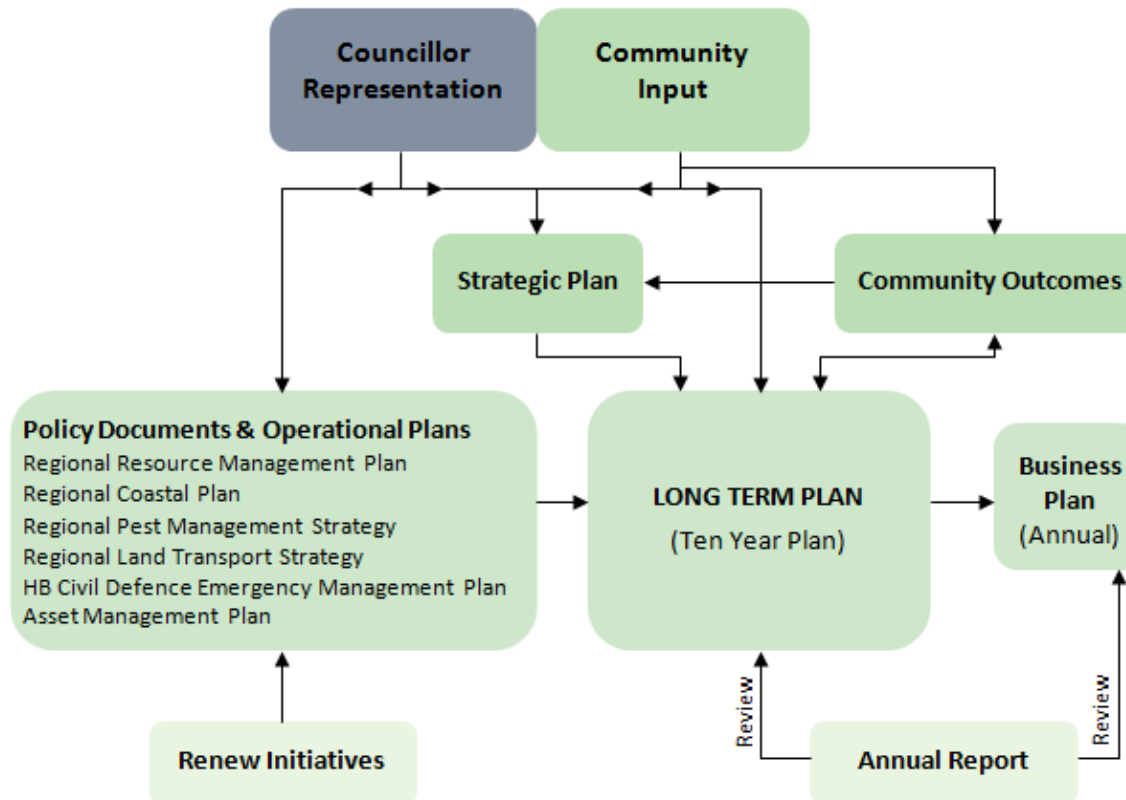 Councillor
Representation
Community
Input
Strategic Plan
Community Outcomes
Policy Documents & Operational Plans
Regional Resource Management Plan
Regional Coastal Plan
Regional Pest Management Strategy
Regional Land Transport Strategy
HB Civil Defence Emergency Management Plan
Asset Management Plan
LONG TERM PLAN
(Ten Year Plan)
Business
Plan
(Annual)
Review
Review
Renew Initiatives
Annual Report